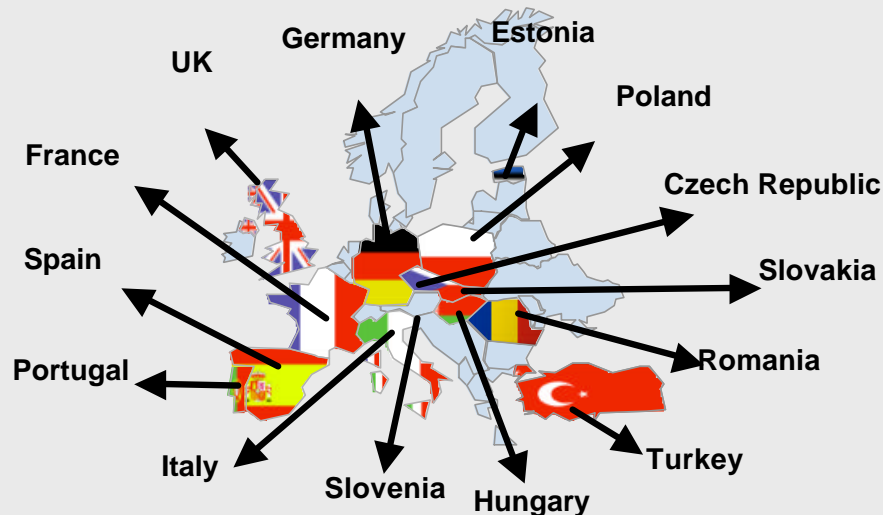 Germany
Estonia
UK
Poland
France
Czech Republic
Spain
Slovakia
Portugal
Romania
Italy
Slovenia
Hungary
Turkey